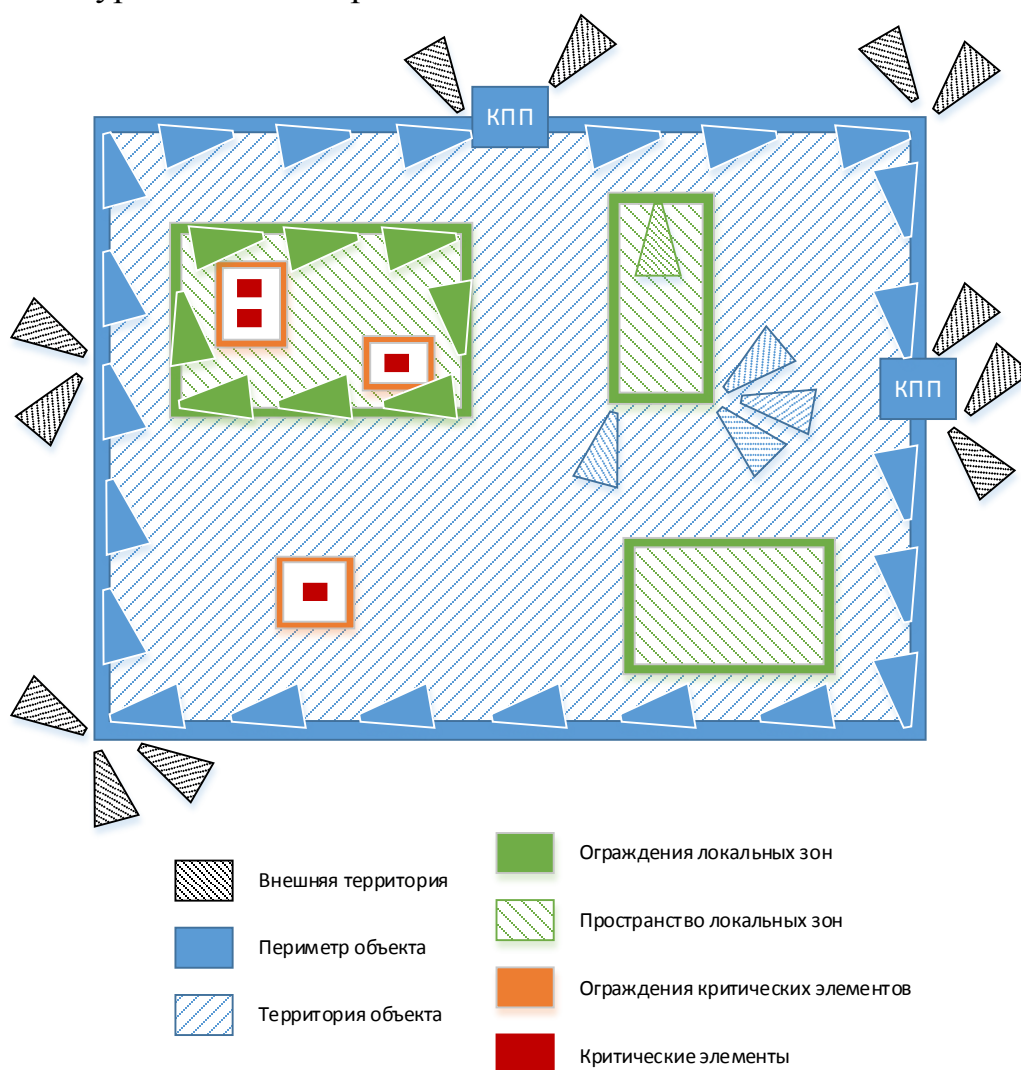 КПП
КПП
Внешняя территория
Периметр объекта
Территория объекта
Ограждения локальных зон
Пространство локальных зон
Ограждения критических элементов
Критические элементы